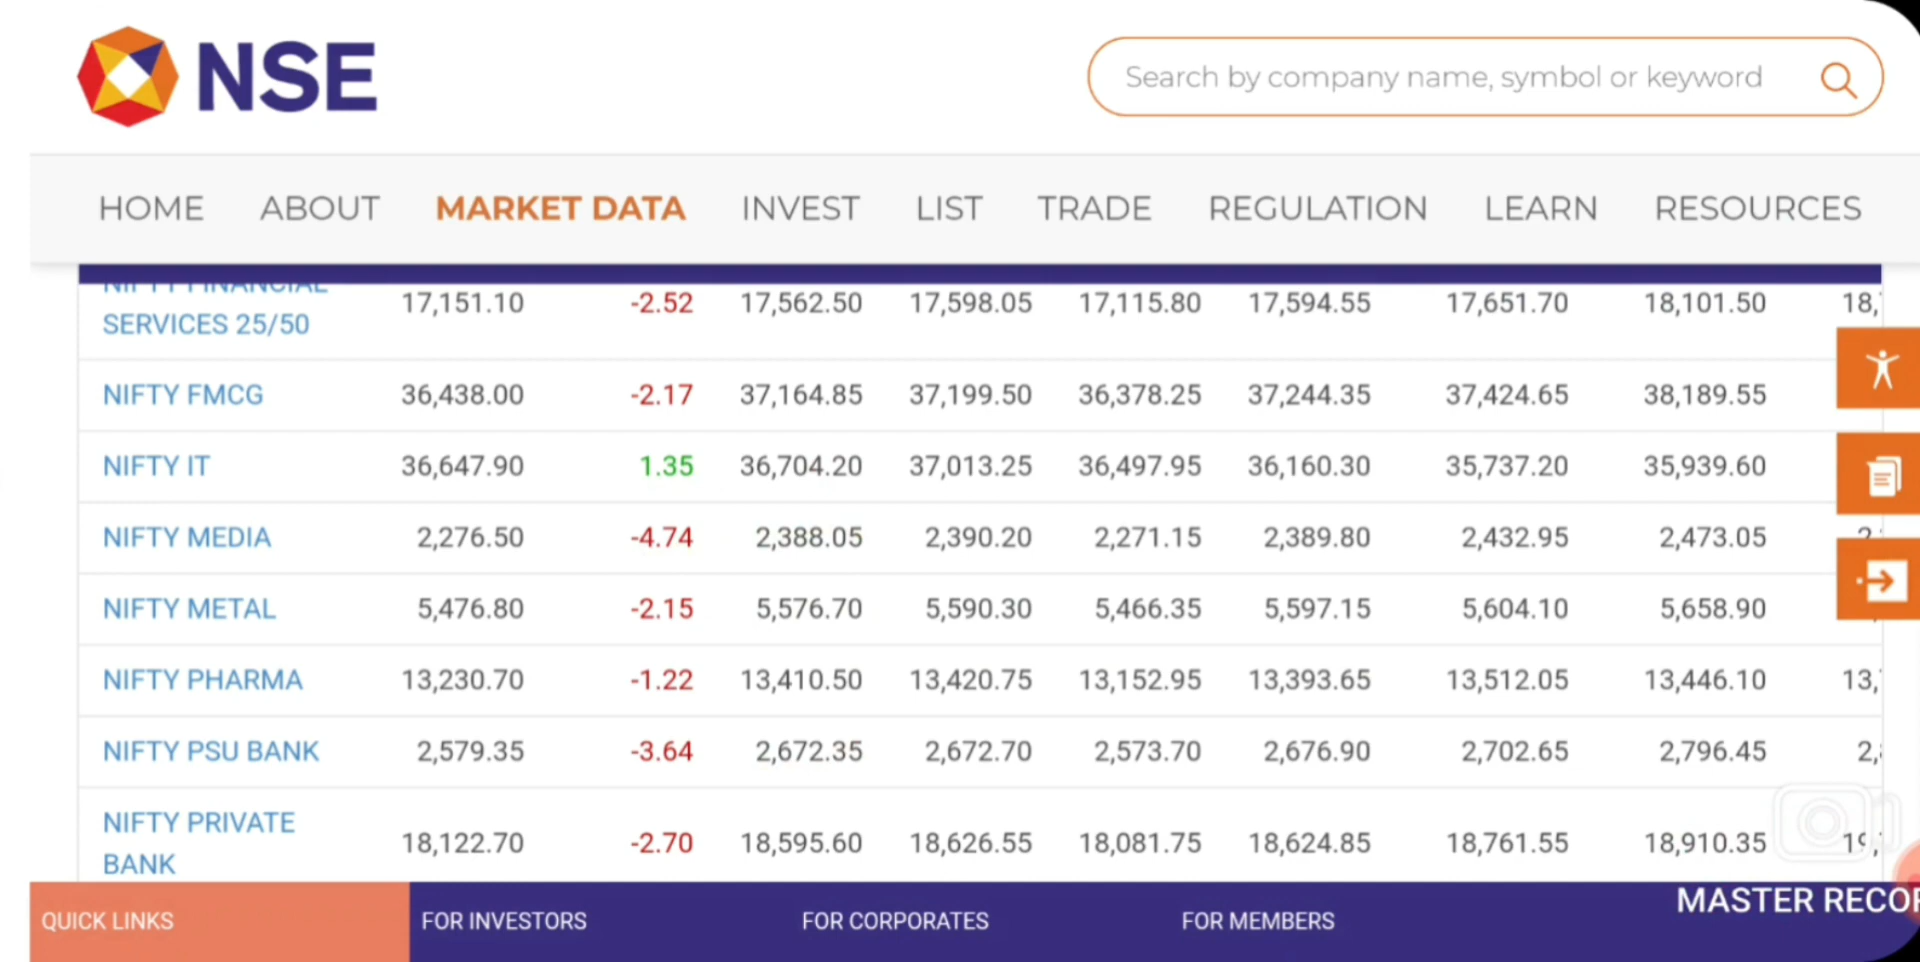 NSE
Search by company name, symbol or keyword
HOME ABOUT MARKET DATA INVEST LIST TRADE REGULATION LEARN RESOURCES
NIFTY FINANCIAL
SERVICES 25/50 17,151.10 -2.52 17,562.50 17,598.05 17,115.80 17,594.55 17,651.70 18,101.50 18,
NIFTY FMCG 36,438.00 -2.17 37,164.85 37,199.50 36,378.25 37,244.35 37,424.65 38,189.55
NIFTY IT 36,647.90 1.35 36,704.20 37,013.25 36,497.95 36,160.30 35,737.20 35,939.60
NIFTY MEDIA 2,276.50 -4.74 2,388.05 2,390.20 2,271.15 2,389.80 2,432.95 2,473.05
NIFTY METAL 5,476.80 -2.15 5,576.70 5,590.30 5,466.35 5,597.15 5,604.10 5,658.90
NIFTY PHARMA 13,230.70 -1.22 13,410.50 13,420.75 13,152.95 13,393.65 13,512.05 13,446.10 13,
NIFTY PSU BANK 2,579.35 -3.64 2,672.35 2,672.70 2,573.70 2,676.90 2,702.65 2,796.45 2,
NIFTY PRIVATE
BANK 18,122.70 -2.70 18,595.60 18,626.55 18,081.75 18,624.85 18,761.55 18,910.35 19,
QUICK LINKS FOR INVESTORS FOR CORPORATES FOR MEMBERS MASTER RECOR